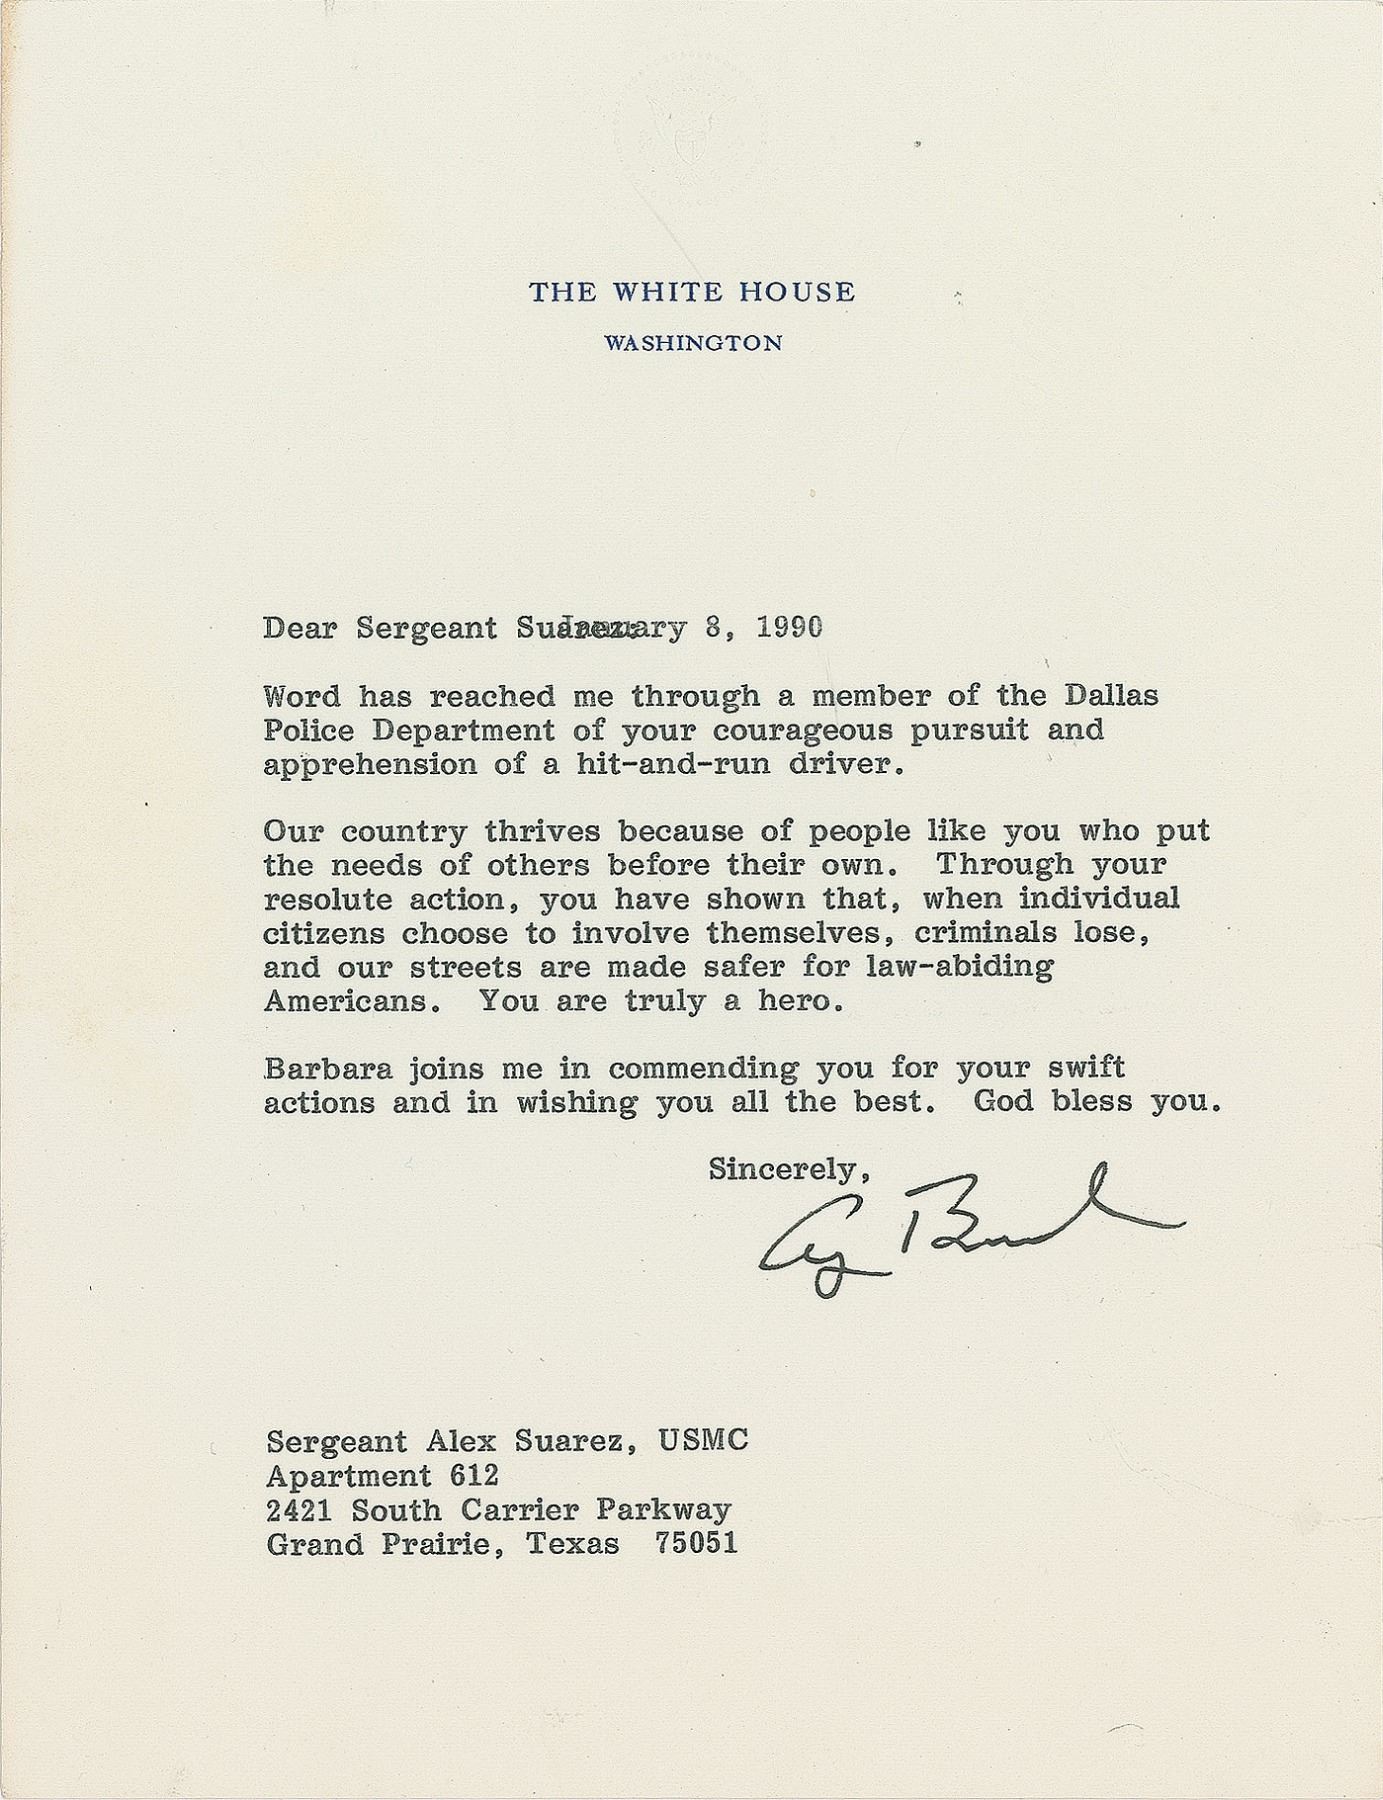 THE WHITE HOUSE
WASHINGTON
Dear Sergeant Suarez: January 8, 1990
Word has reached me through a member of the Dallas
Police Department of your courageous pursuit and
apprehension of a hit-and-run driver.
Our country thrives because of people like you who put
the needs of others before their own. Through your
resolute action, you have shown that, when individual
citizens choose to involve themselves, criminals lose,
and our streets are made safer for law-abiding
Americans. You are truly a hero.
Barbara joins me in commending you for your swift
actions and in wishing you all the best. God bless you.
Sincerely,
G Bush
Sergeant Alex Suarez, USMC
Apartment 612
2421 South Carrier Parkway
Grand Prairie, Texas 75051